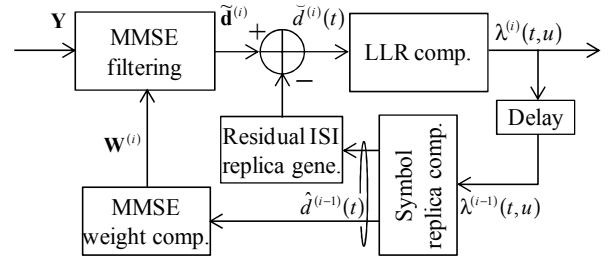 Y
MMSE
filtering
d̃⁽ⁱ⁾
+
−
d̆⁽ⁱ⁾(t)
LLR comp.
λ⁽ⁱ⁾(t,u)
Delay
λ⁽ⁱ⁻¹⁾(t,u)
Symbol
replica comp.
Residual ISI
replica gene.
d̂⁽ⁱ⁻¹⁾(t)
MMSE
weight comp.
W⁽ⁱ⁾